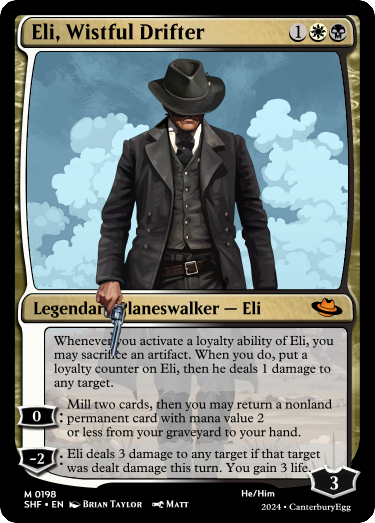 Eli, Wistful Drifter 1
Legendary Planeswalker — Eli
Whenever you activate a loyalty ability of Eli, you
may sacrifice an artifact. When you do, put a
loyalty counter on Eli, then he deals 1 damage to
any target.
0 : Mill two cards, then you may return a nonland
permanent card with mana value 2
or less from your graveyard to your hand.
-2 : Eli deals 3 damage to any target if that target
was dealt damage this turn. You gain 3 life.
3
M 0198
SHF • EN Brian Taylor Matt
He/Him
2024 • CanterburyEgg